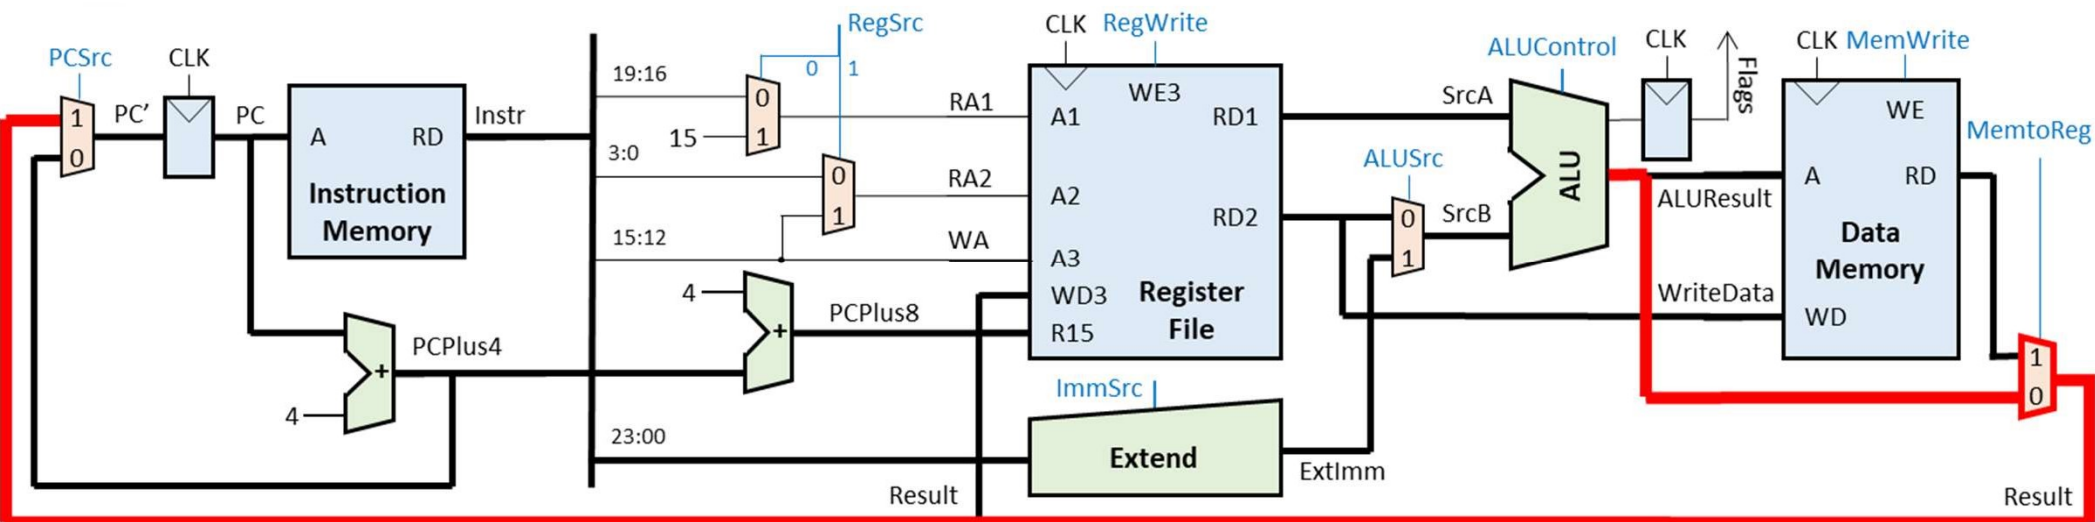 RegSrc
CLK RegWrite
PCSrc
CLK
ALUControl
CLK
Flags
CLK MemWrite
0 1
19:16
1
PC’
PC
Instr
0
15
1
RA1
A1
WE3
RD1
SrcA
WE
MemtoReg
0
A
RD
Instruction
Memory
3:0
0
1
RA2
A2
RD2
ALUSrc
0
1
SrcB
ALU
ALUResult
A
RD
Data
Memory
15:12
WA
A3
4
+
PCPlus8
WD3
R15
Register
File
WriteData
WD
PCPlus4
+
4
ImmSrc
1
0
23:00
Extend
ExtImm
Result
Result